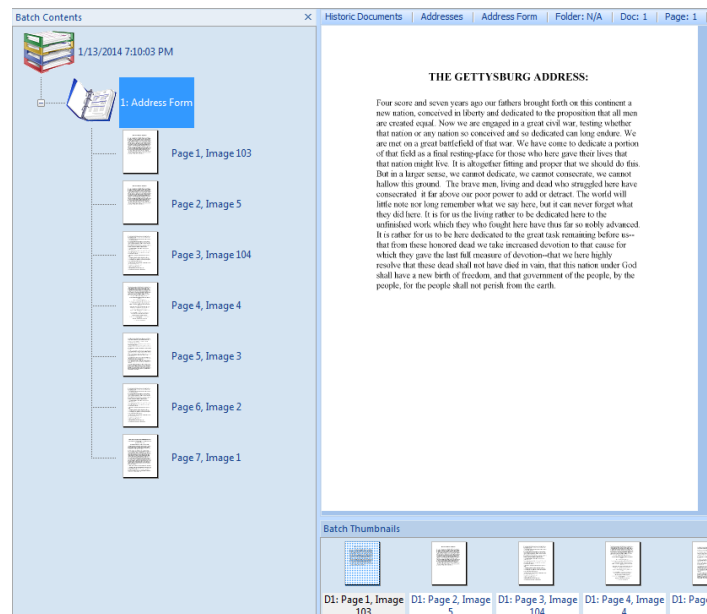 Batch Contents
1/13/2014 7:10:03 PM
1: Address Form
Page 1, Image 103
Page 2, Image 5
Page 3, Image 104
Page 4, Image 4
Page 5, Image 3
Page 6, Image 2
Page 7, Image 1
Historic Documents Addresses Address Form Folder: N/A Doc: 1 Page: 1
THE GETTYSBURG ADDRESS:
Four score and seven years ago our fathers brought forth on this continent a
new nation, conceived in liberty and dedicated to the proposition that all men
are created equal. Now we are engaged in a great civil war, testing whether
that nation or any nation so conceived and so dedicated can long endure. We
are met on a great battlefield of that war. We have come to dedicate a portion
of that field as a final resting-place for those who here gave their lives that
that nation might live. It is altogether fitting and proper that we should do this.
But in a larger sense, we cannot dedicate, we cannot consecrate, we cannot
hallow this ground. The brave men, living and dead who struggled here have
consecrated it far above our poor power to add or detract. The world will
little note nor long remember what we say here, but it can never forget what
they did here. It is for us the living rather to be dedicated here to the
unfinished work which they who fought here have thus far so nobly advanced.
It is rather for us to be here dedicated to the great task remaining before us--
that from these honored dead we take increased devotion to that cause for
which they gave the last full measure of devotion--that we here highly
resolve that these dead shall not have died in vain, that this nation under God
shall have a new birth of freedom, and that government of the people, by the
people, for the people shall not perish from the earth.
Batch Thumbnails
D1: Page 1, Image D1: Page 2, Image D1: Page 3, Image D1: Page 4, Image D1: Page
103 5 104 4